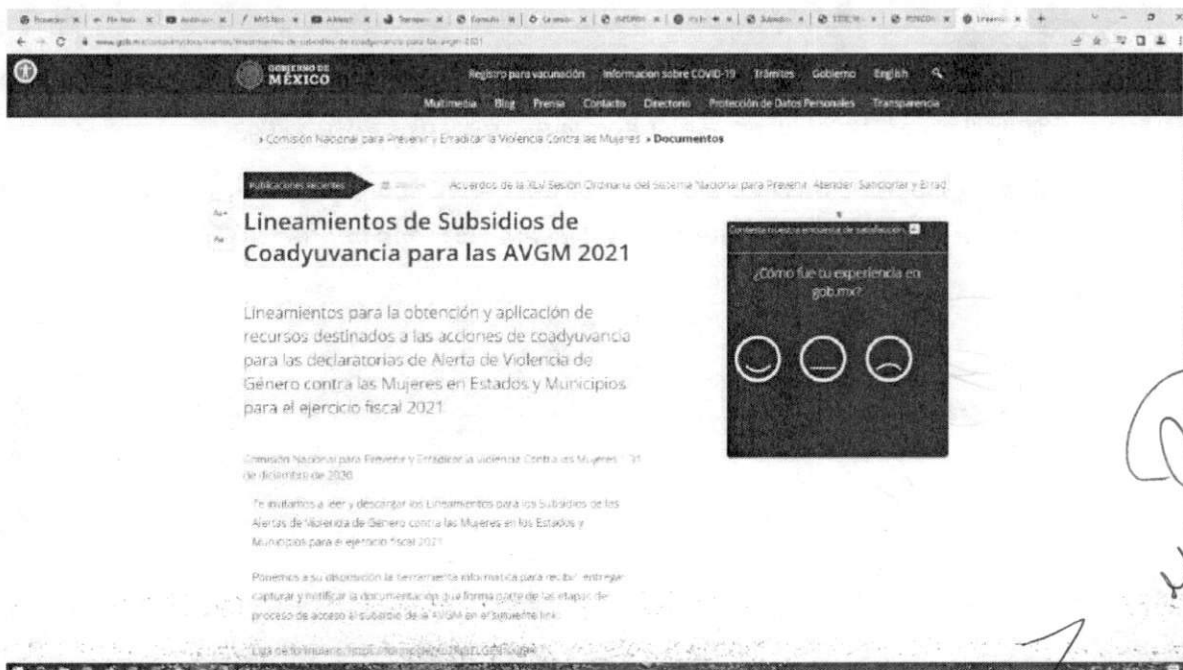 GOBIERNO DE
MÉXICO
Registro para vacunación Información sobre COVID-19 Trámites Gobierno English
Multimedia Blog Prensa Contacto Directorio Protección de Datos Personales Transparencia
> Comisión Nacional para Prevenir y Erradicar la Violencia Contra las Mujeres > Documentos
Publicaciones Recientes Acuerdos de la XLV Sesión Ordinaria del Sistema Nacional para Prevenir, Atender, Sancionar y Errad
Lineamientos de Subsidios de
Coadyuvancia para las AVGM 2021
Contesta nuestra encuesta de satisfacción.
¿Cómo fue tu experiencia en
gob.mx?
Lineamientos para la obtención y aplicación de
recursos destinados a las acciones de coadyuvancia
para las declaratorias de Alerta de Violencia de
Género contra las Mujeres en Estados y Municipios
para el ejercicio fiscal 2021
Comisión Nacional para Prevenir y Erradicar la Violencia Contra las Mujeres 31
de diciembre de 2020
Te invitamos a leer y descargar los Lineamientos para los Subsidios de las
Alertas de Violencia de Género contra las Mujeres en los Estados y
Municipios para el ejercicio fiscal 2021
Ponemos a su disposición la herramienta informática para recibir, entregar,
capturar y notificar la documentación que forma parte de las etapas de
proceso de acceso al subsidio de la AVGM en el siguiente link: